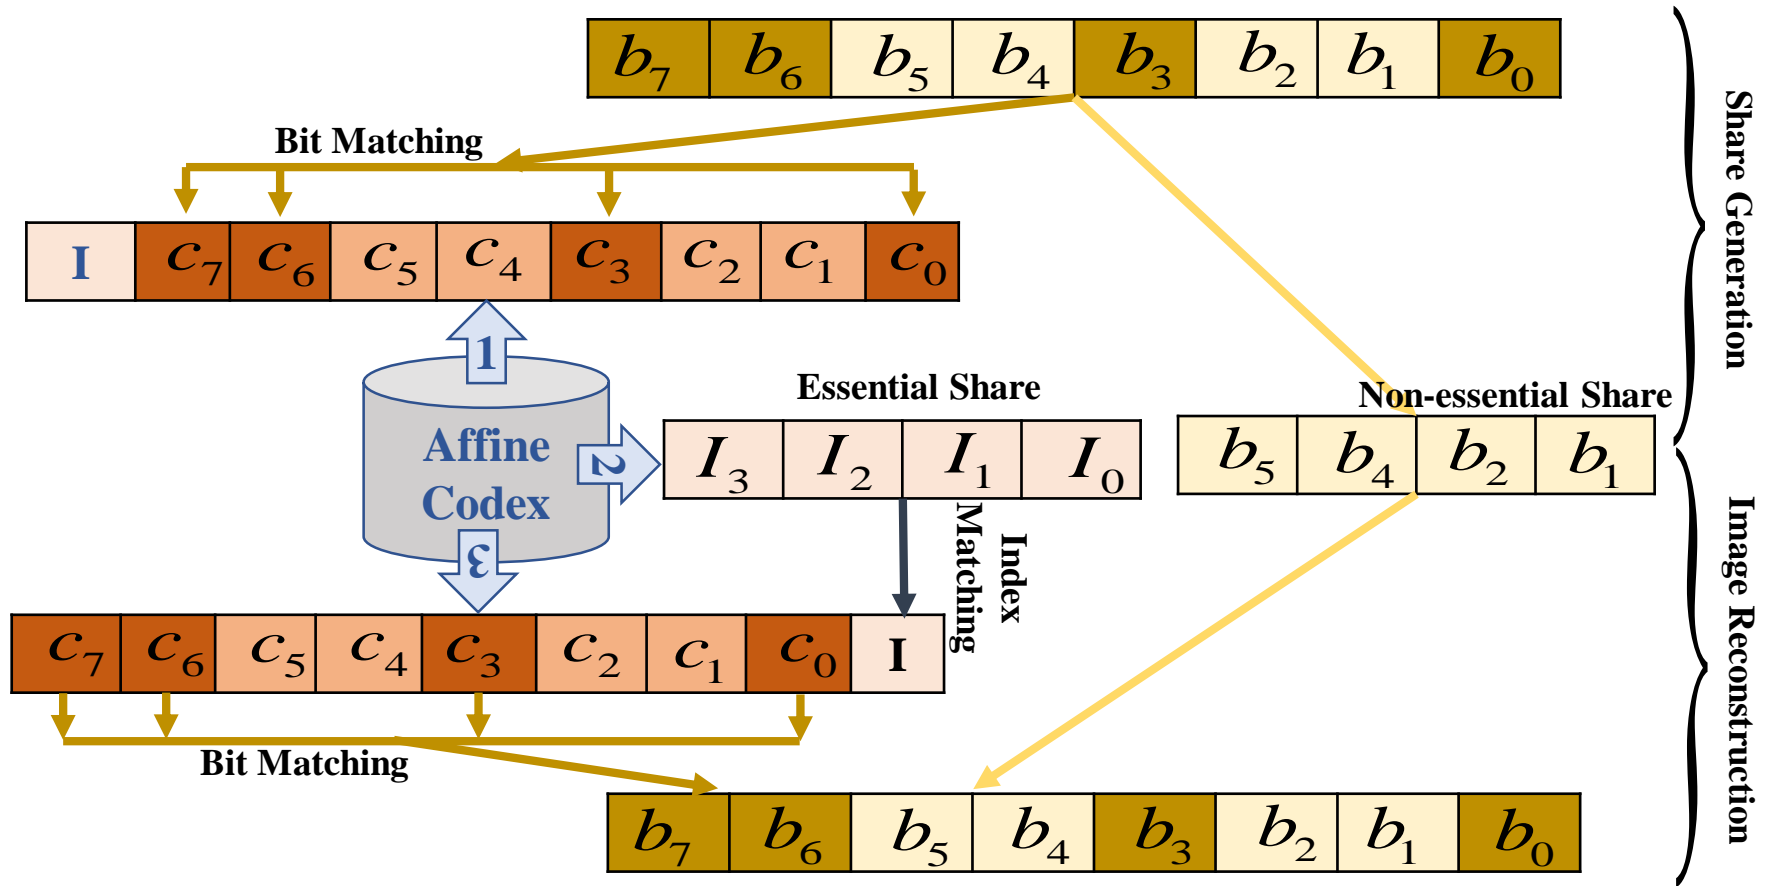 b₇ b₆ b₅ b₄ b₃ b₂ b₁ b₀
Bit Matching
I c₇ c₆ c₅ c₄ c₃ c₂ c₁ c₀
1
Affine
Codex
2
3
Essential Share
I₃ I₂ I₁ I₀
Non-essential Share
b₅ b₄ b₂ b₁
Index
Matching
c₇ c₆ c₅ c₄ c₃ c₂ c₁ c₀ I
Bit Matching
b₇ b₆ b₅ b₄ b₃ b₂ b₁ b₀
Share Generation
Image Reconstruction